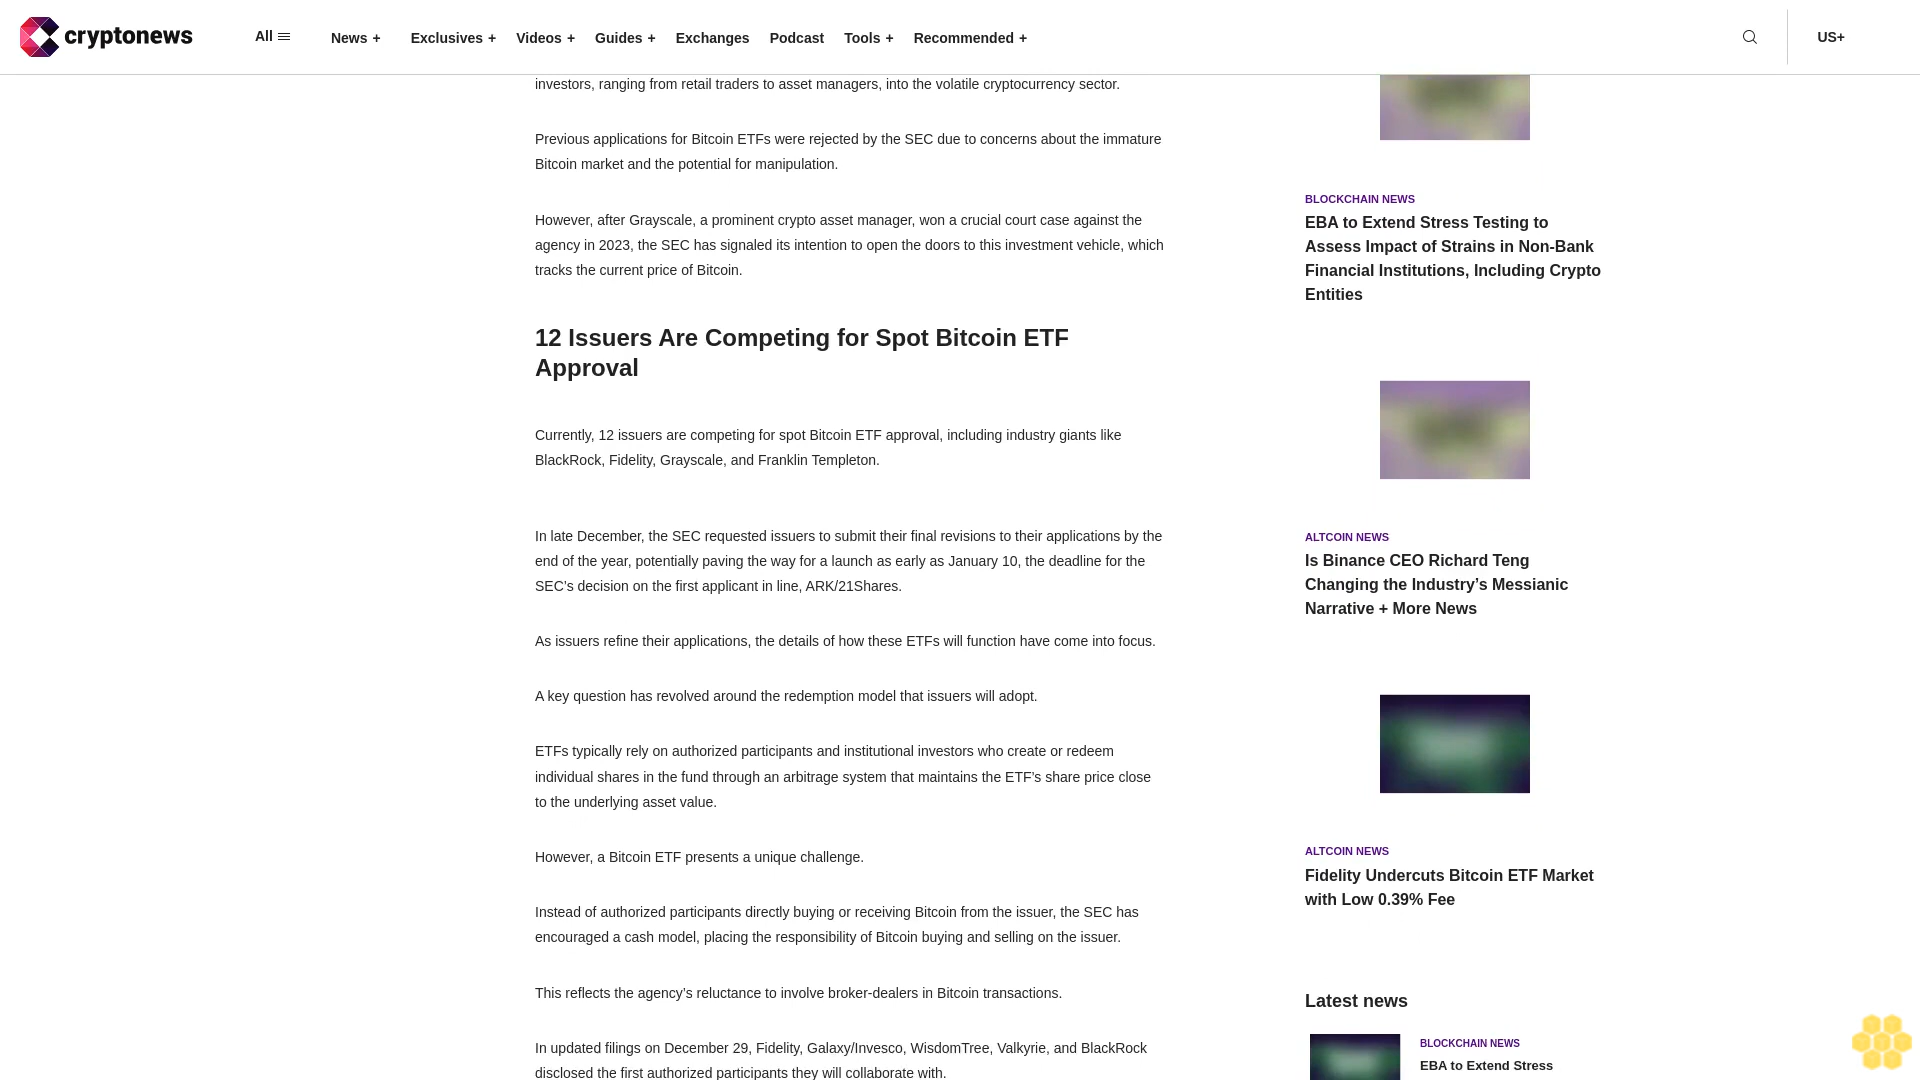 cryptonews
All
News +
Exclusives +
Videos +
Guides +
Exchanges
Podcast
Tools +
Recommended +
US+
investors, ranging from retail traders to asset managers, into the volatile cryptocurrency sector.
Previous applications for Bitcoin ETFs were rejected by the SEC due to concerns about the immature
Bitcoin market and the potential for manipulation.
However, after Grayscale, a prominent crypto asset manager, won a crucial court case against the
agency in 2023, the SEC has signaled its intention to open the doors to this investment vehicle, which
tracks the current price of Bitcoin.
12 Issuers Are Competing for Spot Bitcoin ETF
Approval
Currently, 12 issuers are competing for spot Bitcoin ETF approval, including industry giants like
BlackRock, Fidelity, Grayscale, and Franklin Templeton.
In late December, the SEC requested issuers to submit their final revisions to their applications by the
end of the year, potentially paving the way for a launch as early as January 10, the deadline for the
SEC’s decision on the first applicant in line, ARK/21Shares.
As issuers refine their applications, the details of how these ETFs will function have come into focus.
A key question has revolved around the redemption model that issuers will adopt.
ETFs typically rely on authorized participants and institutional investors who create or redeem
individual shares in the fund through an arbitrage system that maintains the ETF’s share price close
to the underlying asset value.
However, a Bitcoin ETF presents a unique challenge.
Instead of authorized participants directly buying or receiving Bitcoin from the issuer, the SEC has
encouraged a cash model, placing the responsibility of Bitcoin buying and selling on the issuer.
This reflects the agency’s reluctance to involve broker-dealers in Bitcoin transactions.
In updated filings on December 29, Fidelity, Galaxy/Invesco, WisdomTree, Valkyrie, and BlackRock
disclosed the first authorized participants they will collaborate with.
BLOCKCHAIN NEWS
EBA to Extend Stress Testing to
Assess Impact of Strains in Non-Bank
Financial Institutions, Including Crypto
Entities
ALTCOIN NEWS
Is Binance CEO Richard Teng
Changing the Industry’s Messianic
Narrative + More News
ALTCOIN NEWS
Fidelity Undercuts Bitcoin ETF Market
with Low 0.39% Fee
Latest news
BLOCKCHAIN NEWS
EBA to Extend Stress